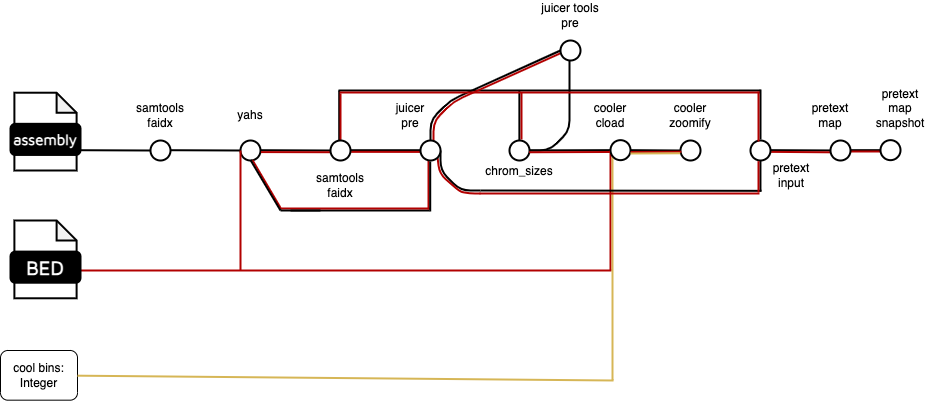 juicer tools
pre
samtools
faidx
yahs
juicer
pre
cooler
cload
cooler
zoomify
pretext
map
pretext
map
snapshot
assembly
samtools
faidx
chrom_sizes
pretext
input
BED
cool bins:
Integer